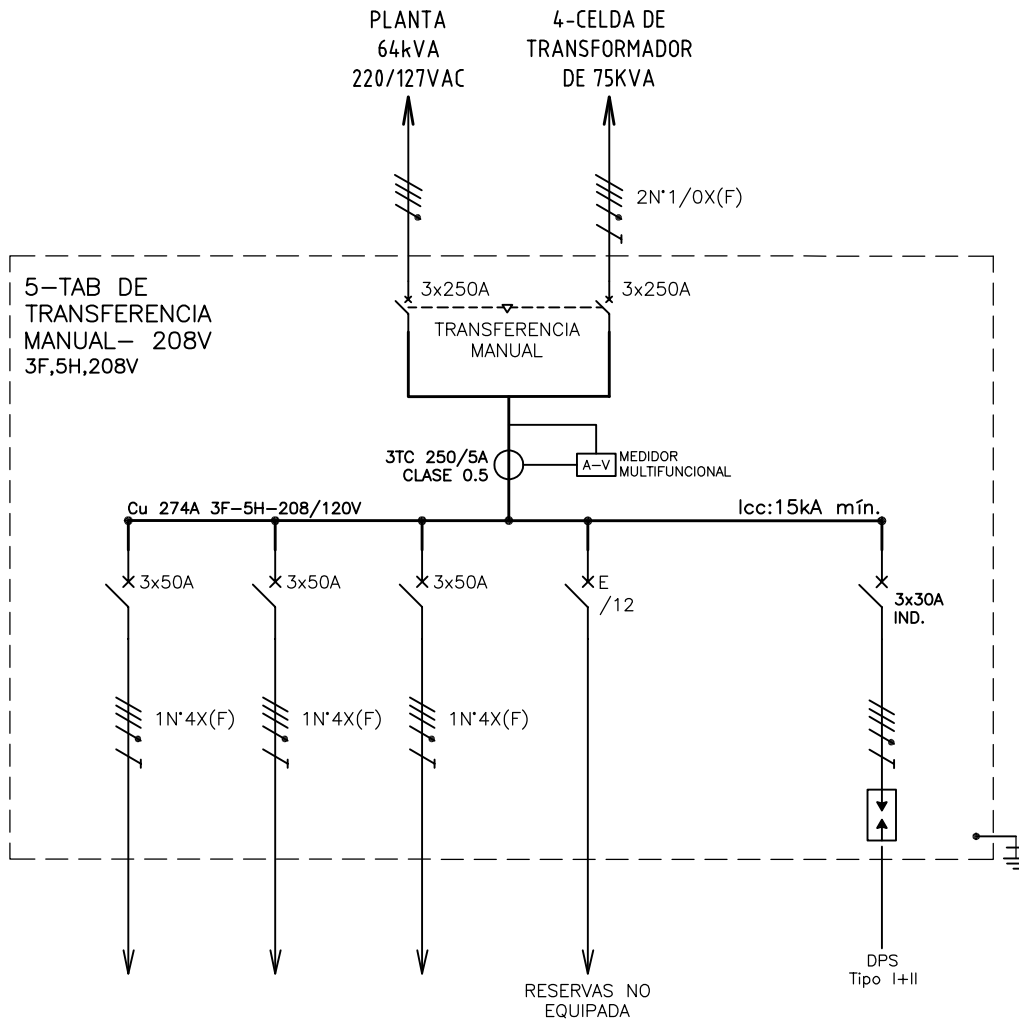 PLANTA
64kVA
220/127VAC
4-CELDA DE
TRANSFORMADOR
DE 75KVA
2N°1/0X(F)
5-TAB DE
TRANSFERENCIA
MANUAL- 208V
3F,5H,208V
3x250A
3x250A
TRANSFERENCIA
MANUAL
3TC 250/5A
CLASE 0.5
A-V
MEDIDOR
MULTIFUNCIONAL
Cu 274A 3F-5H-208/120V
Icc:15kA mín.
3x50A
3x50A
3x50A
E
/12
3x30A
IND.
1N°4X(F)
1N°4X(F)
1N°4X(F)
RESERVAS NO
EQUIPADA
DPS
Tipo I+II